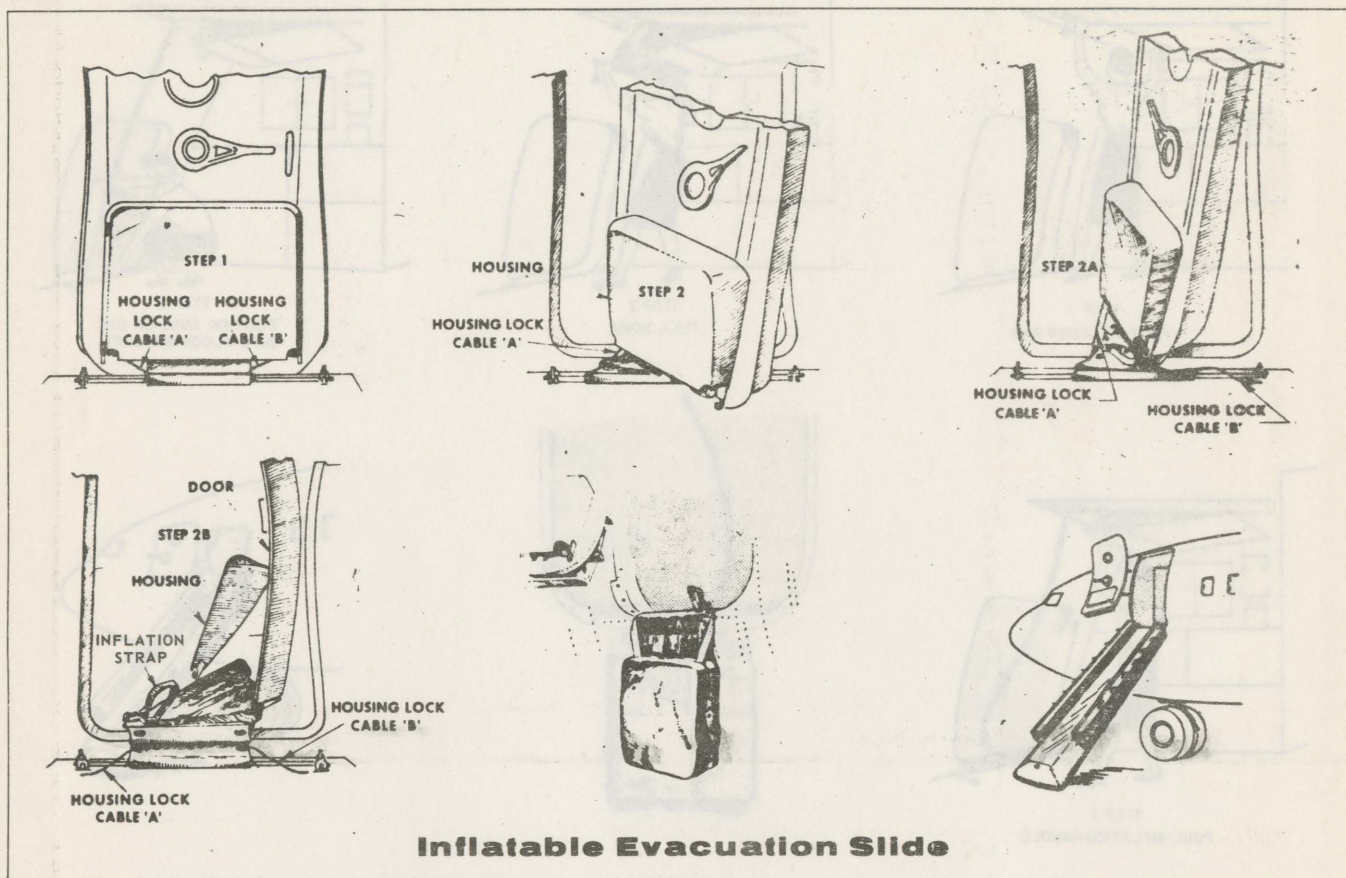 STEP 1
HOUSING
LOCK
CABLE 'A'
HOUSING
LOCK
CABLE 'B'
HOUSING
STEP 2
HOUSING LOCK
CABLE 'A'
STEP 2A
HOUSING LOCK
CABLE 'A'
HOUSING LOCK
CABLE 'B'
DOOR
STEP 2B
HOUSING
INFLATION
STRAP
HOUSING LOCK
CABLE 'B'
HOUSING LOCK
CABLE 'A'
Inflatable Evacuation Slide